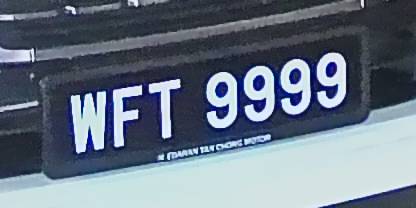 WFT 9999
EDARAN TAN CHONG MOTOR